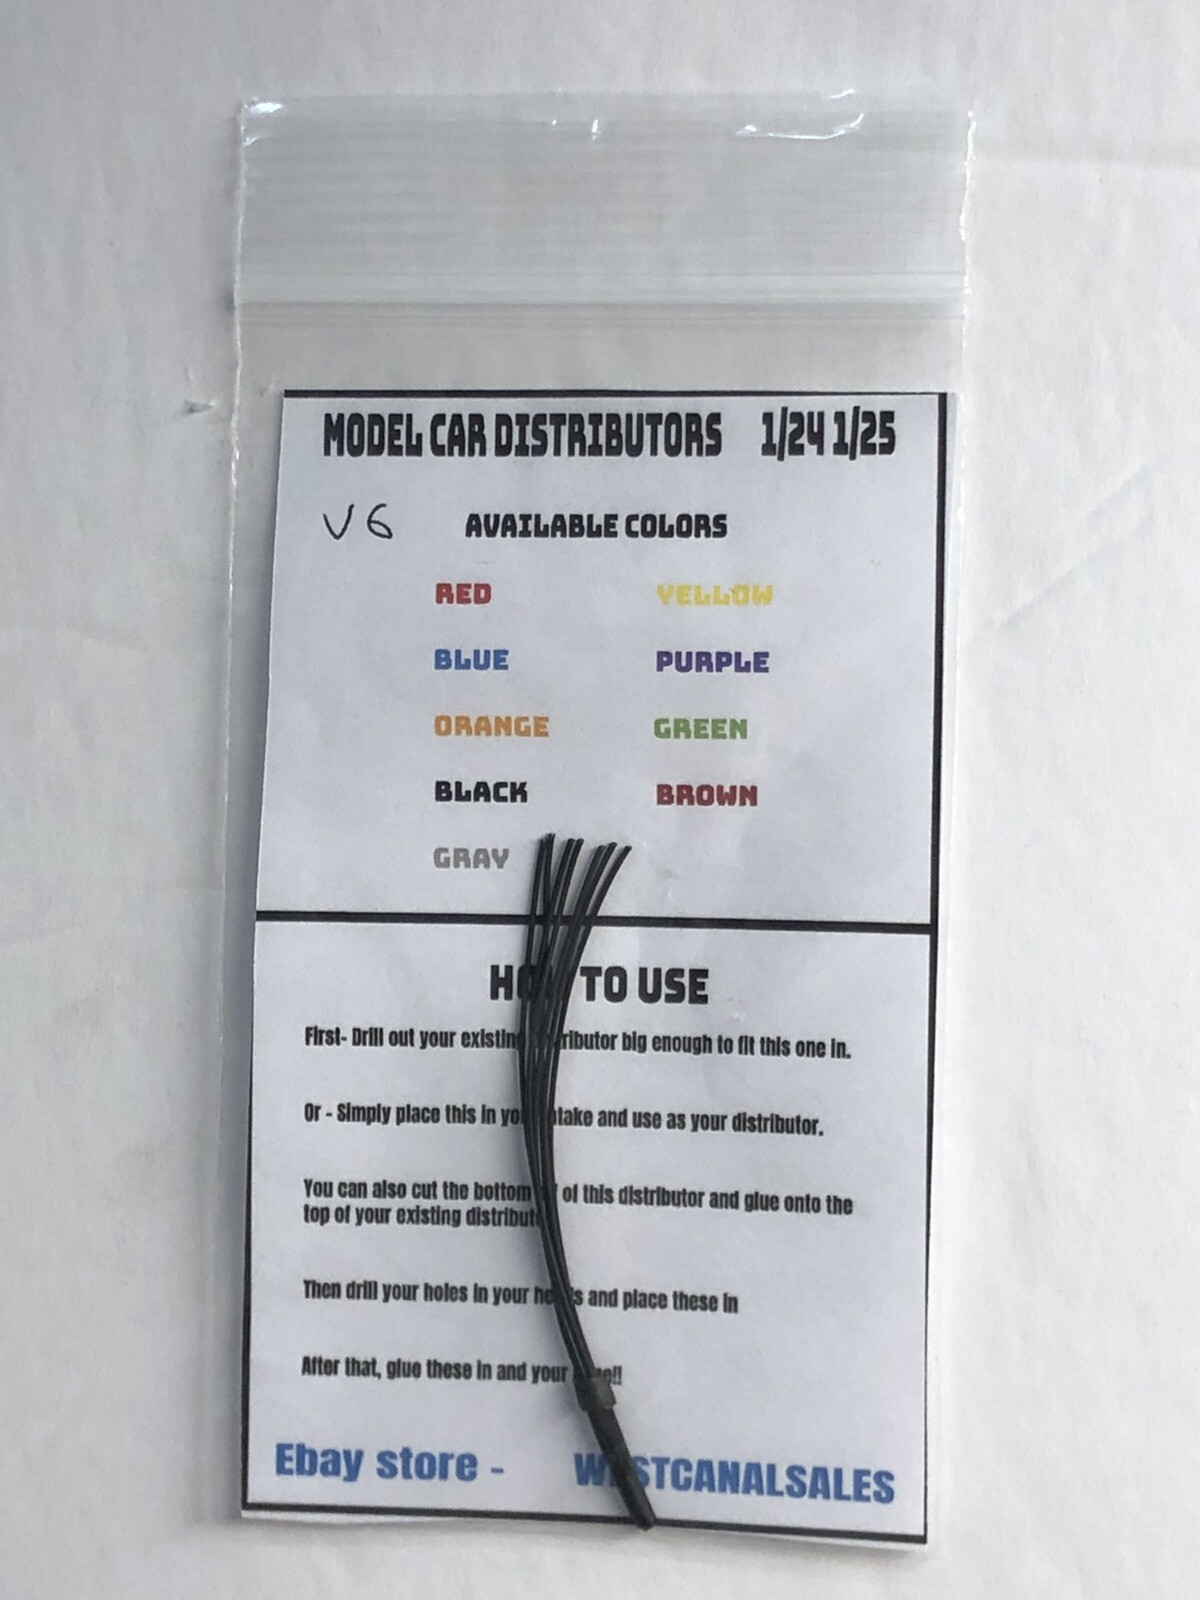 MODEL CAR DISTRIBUTORS 1/24 1/25
V6 AVAILABLE COLORS
RED YELLOW
BLUE PURPLE
ORANGE GREEN
BLACK BROWN
GRAY
TO USE
First- Drill out your existing big enough to fit this one in.
Or - Simply place this in and use as your distributor.
You can also cut the bottom of this distributor and glue onto the
top of your existing
Then drill your holes in your and place these in
After that, glue these in and your
Ebay store - WESTCANALSALES